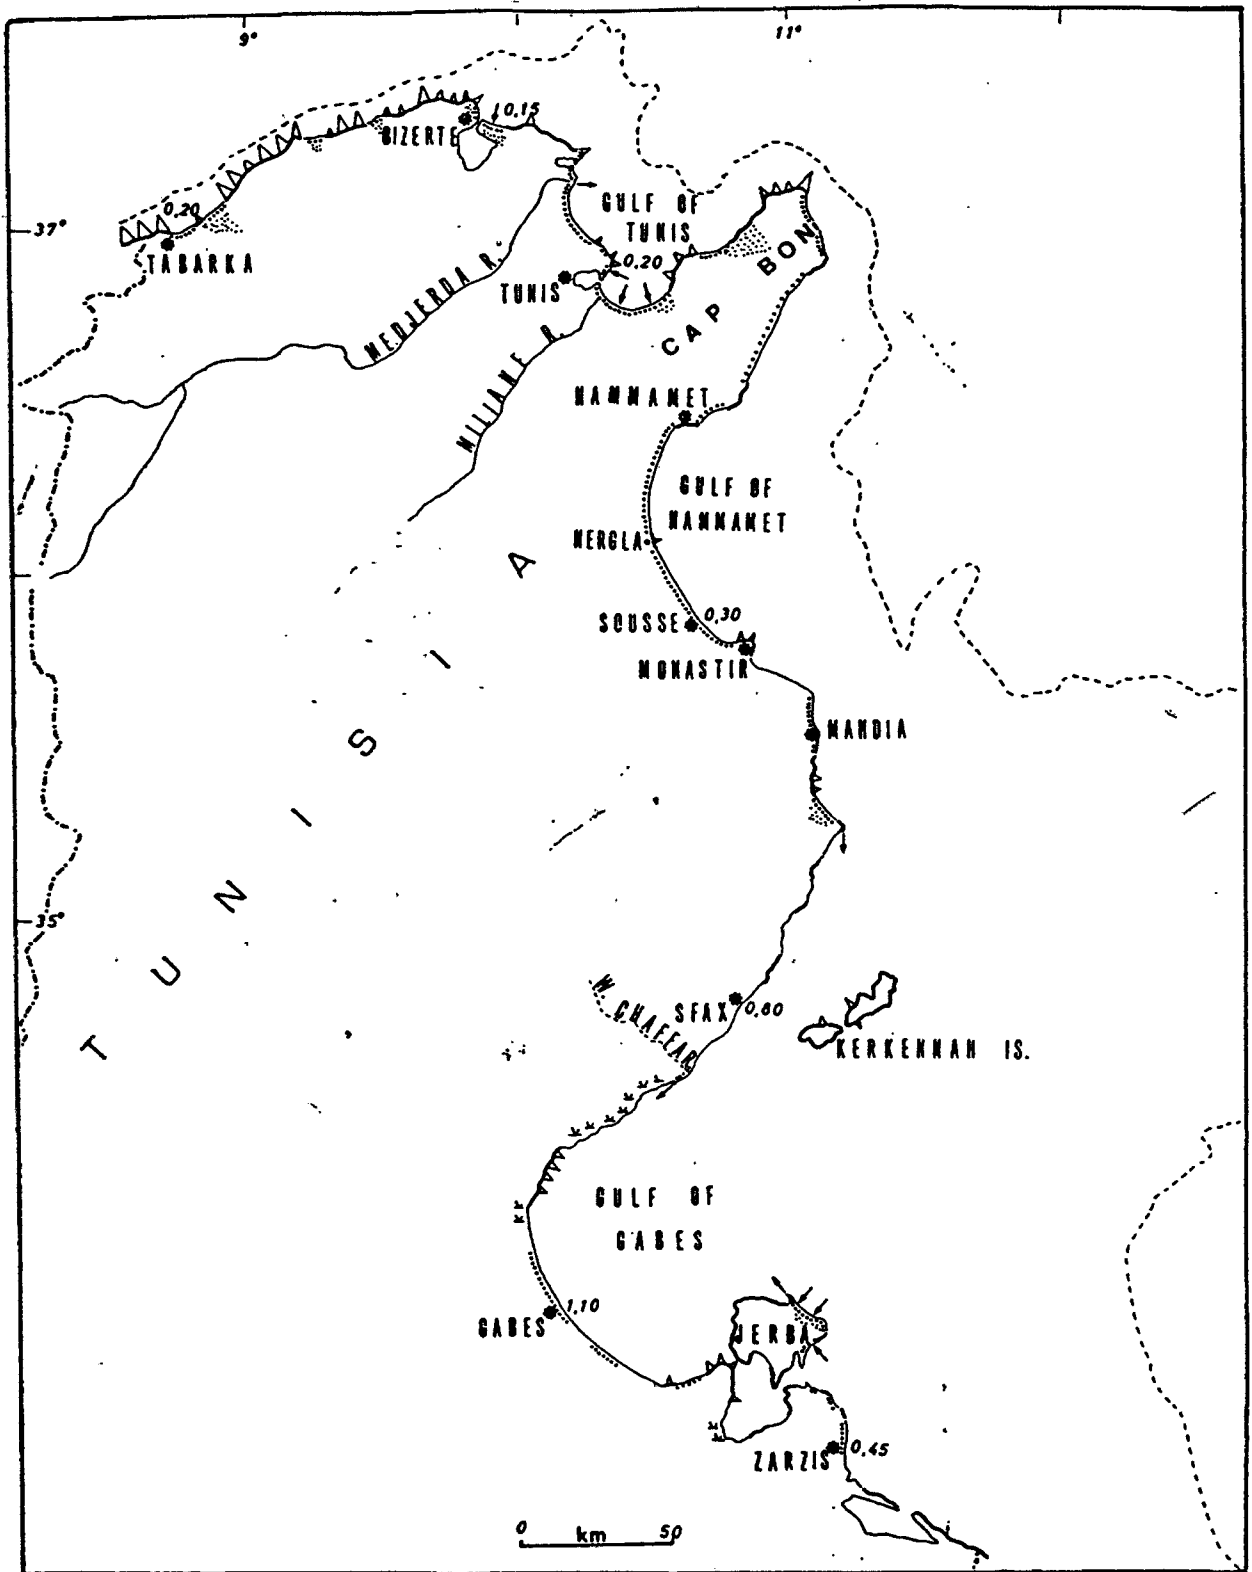 9°
11°
0,15
BIZERTE
GULF OF
TUNIS
37°
0,20
TABARKA
CAP BON
0,20
TUNIS
MEDJERDA R.
MILIANE R.
HAMMAMET
GULF OF
HAMMAMET
HERGLA
SOUSSE
0,30
MONASTIR
MAHDIA
TUNISIA
35°
W. CHAFFAR
SFAX
0,80
KERKENNAH IS.
GULF OF
GABES
1,10
GABES
JERBA
ZARZIS
0,45
0 km 50